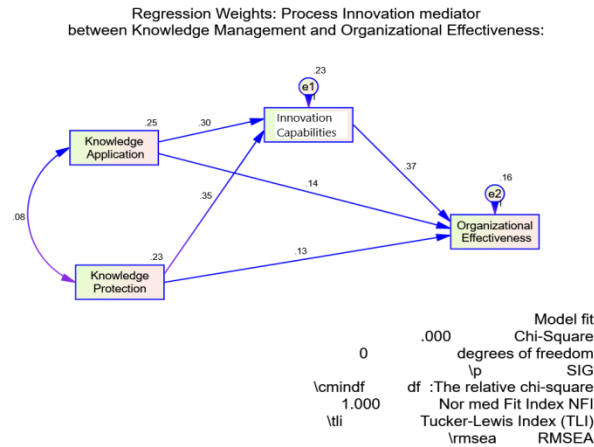 Regression Weights: Process Innovation mediator
between Knowledge Management and Organizational Effectiveness:
.23
e1
.25
.30
Innovation
Capabilities
Knowledge
Application
.37
.35
.14
.16
e2
.08
Organizational
Effectiveness
.23
.13
Knowledge
Protection
Model fit
.000 Chi-Square
0 degrees of freedom
\p SIG
\cmindf df :The relative chi-square
1.000 Nor med Fit Index NFI
\tli Tucker-Lewis Index (TLI)
\rmsea RMSEA